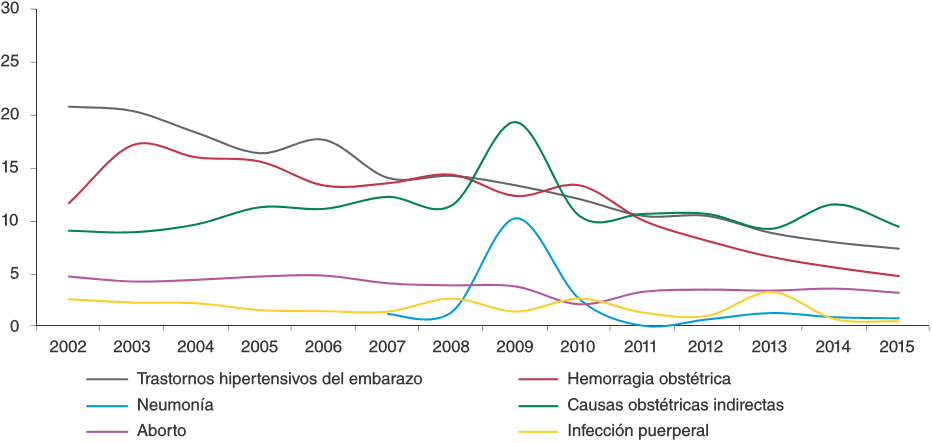 30
25
20
15
10
5
0
2002 2003 2004 2005 2006 2007 2008 2009 2010 2011 2012 2013 2014 2015
Trastornos hipertensivos del embarazo Hemorragia obstétrica
Neumonía Causas obstétricas indirectas
Aborto Infección puerperal